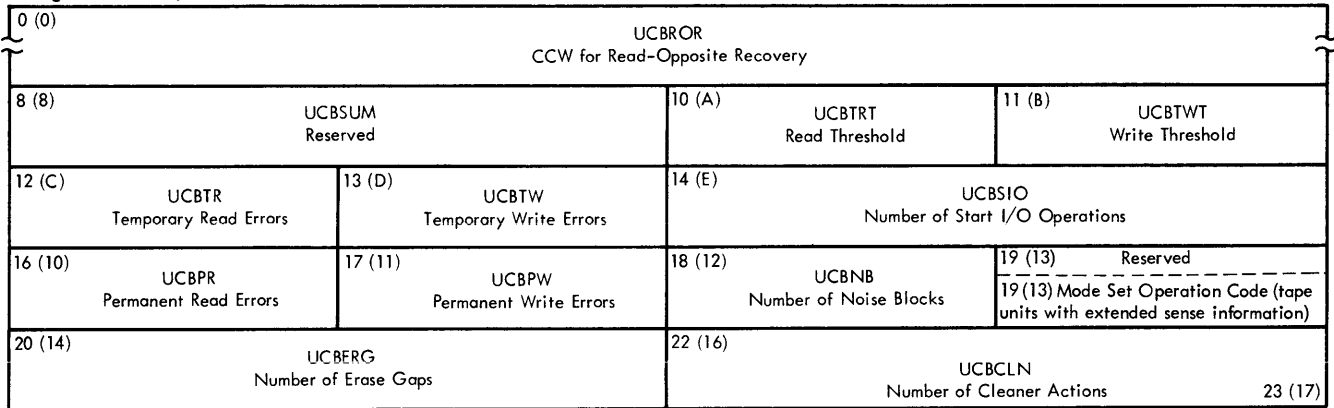 0 (0)
UCBROR
CCW for Read-Opposite Recovery
8 (8)
UCBSUM
Reserved
10 (A)
UCBTRT
Read Threshold
11 (B)
UCBTWT
Write Threshold
12 (C)
UCBTR
Temporary Read Errors
13 (D)
UCBTW
Temporary Write Errors
14 (E)
UCBSIO
Number of Start I/O Operations
16 (10)
UCBPR
Permanent Read Errors
17 (11)
UCBPW
Permanent Write Errors
18 (12)
UCBNB
Number of Noise Blocks
19 (13) Reserved
19 (13) Mode Set Operation Code (tape
units with extended sense information)
20 (14)
UCBERG
Number of Erase Gaps
22 (16)
UCBCLN
Number of Cleaner Actions
23 (17)